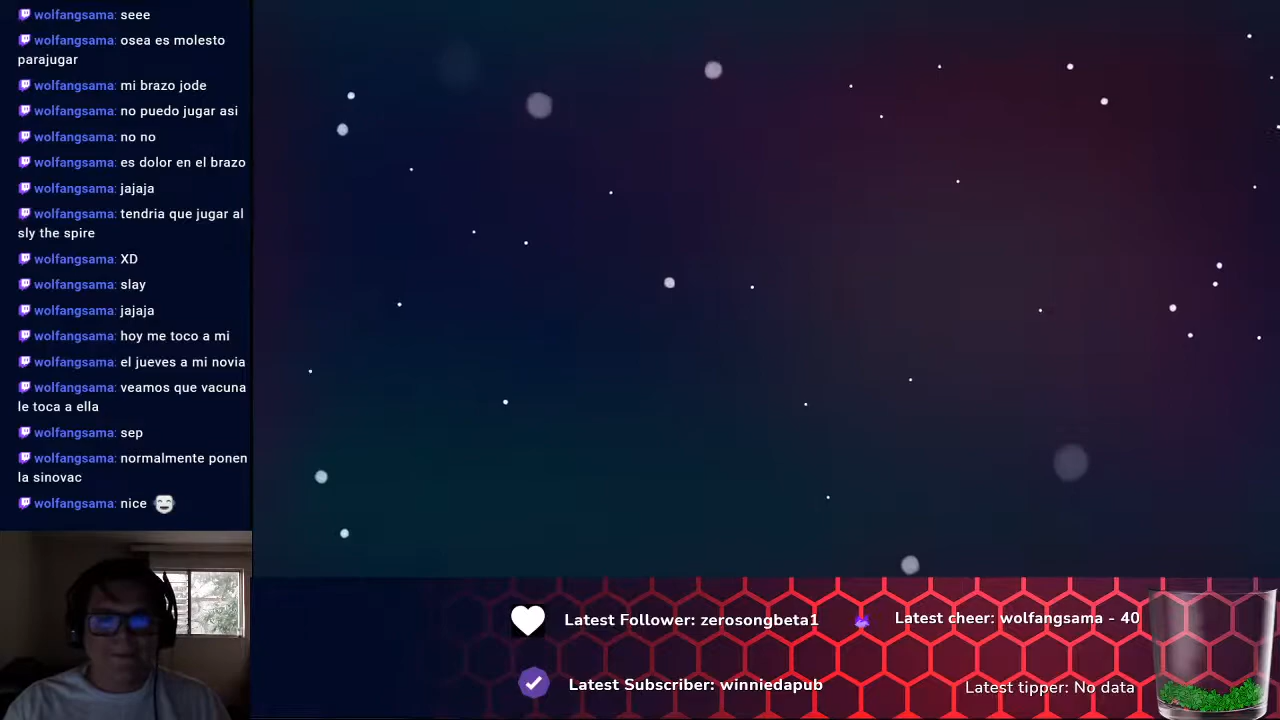 wolfangsama: seee
wolfangsama: osea es molesto
parajugar
wolfangsama: mi brazo jode
wolfangsama: no puedo jugar asi
wolfangsama: no no
wolfangsama: es dolor en el brazo
wolfangsama: jajaja
wolfangsama: tendria que jugar al
sly the spire
wolfangsama: XD
wolfangsama: slay
wolfangsama: jajaja
wolfangsama: hoy me toco a mi
wolfangsama: el jueves a mi novia
wolfangsama: veamos que vacuna
le toca a ella
wolfangsama: sep
wolfangsama: normalmente ponen
la sinovac
wolfangsama: nice
Latest Follower: zerosongbeta1
Latest cheer: wolfangsama - 40
Latest Subscriber: winniedapub
Latest tipper: No data